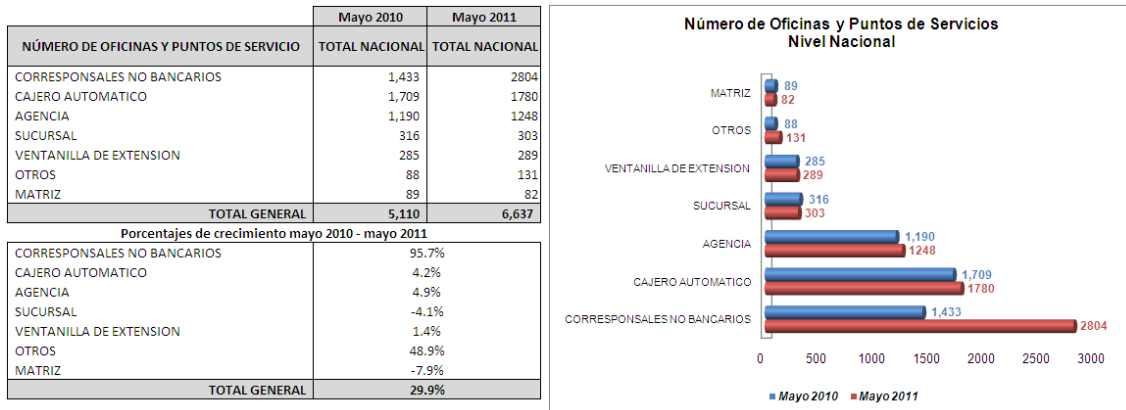 Mayo 2010 Mayo 2011
NÚMERO DE OFICINAS Y PUNTOS DE SERVICIO TOTAL NACIONAL TOTAL NACIONAL
CORRESPONSALES NO BANCARIOS 1,433 2804
CAJERO AUTOMATICO 1,709 1780
AGENCIA 1,190 1248
SUCURSAL 316 303
VENTANILLA DE EXTENSION 285 289
OTROS 88 131
MATRIZ 89 82
TOTAL GENERAL 5,110 6,637
Porcentajes de crecimiento mayo 2010 - mayo 2011
CORRESPONSALES NO BANCARIOS 95.7%
CAJERO AUTOMATICO 4.2%
AGENCIA 4.9%
SUCURSAL -4.1%
VENTANILLA DE EXTENSION 1.4%
OTROS 48.9%
MATRIZ -7.9%
TOTAL GENERAL 29.9%
Número de Oficinas y Puntos de Servicios
Nivel Nacional
MATRIZ 89
82
OTROS 88
131
VENTANILLA DE EXTENSION 285
289
SUCURSAL 316
303
AGENCIA 1,190
1248
CAJERO AUTOMATICO 1,709
1780
CORRESPONSALES NO BANCARIOS 1,433
2804
0 500 1000 1500 2000 2500 3000
Mayo 2010 Mayo 2011